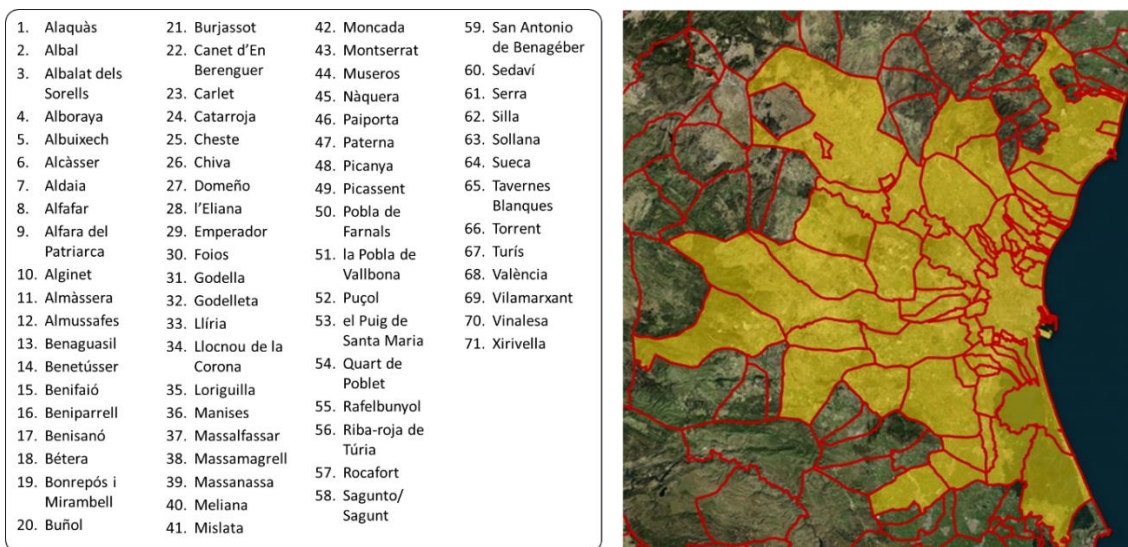 1. Alaquàs
2. Albal
3. Albalat dels
Sorells
4. Alboraya
5. Albuixech
6. Alcàsser
7. Aldaia
8. Alfafar
9. Alfara del
Patriarca
10. Alginet
11. Almàssera
12. Almussafes
13. Benaguasil
14. Benetússer
15. Benifaió
16. Beniparrell
17. Benisanó
18. Bétera
19. Bonrepós i
Mirambell
20. Buñol
21. Burjassot
22. Canet d’En
Berenguer
23. Carlet
24. Catarroja
25. Cheste
26. Chiva
27. Domeño
28. l’Eliana
29. Emperador
30. Foios
31. Godella
32. Godelleta
33. Llíria
34. Llocnou de la
Corona
35. Loriguilla
36. Manises
37. Massalfassar
38. Massamagrell
39. Massanassa
40. Meliana
41. Mislata
42. Moncada
43. Montserrat
44. Museros
45. Nàquera
46. Paiporta
47. Paterna
48. Picanya
49. Picassent
50. Pobla de
Farnals
51. la Pobla de
Vallbona
52. Puçol
53. el Puig de
Santa Maria
54. Quart de
Poblet
55. Rafelbunyol
56. Riba-roja de
Túria
57. Rocafort
58. Sagunto/
Sagunt
59. San Antonio
de Benagéber
60. Sedaví
61. Serra
62. Silla
63. Sollana
64. Sueca
65. Tavernes
Blanques
66. Torrent
67. Turís
68. València
69. Vilamarxant
70. Vinalesa
71. Xirivella